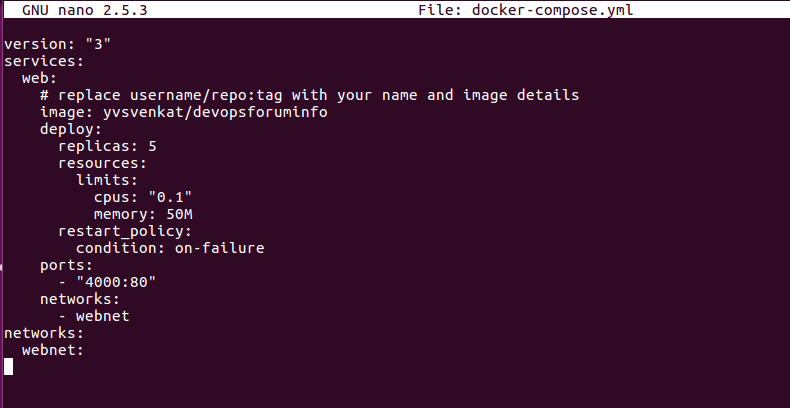 GNU nano 2.5.3 File: docker-compose.yml
version: "3"
services:
  web:
    # replace username/repo:tag with your name and image details
    image: yvsvenkat/devopsforuminfo
    deploy:
      replicas: 5
      resources:
        limits:
          cpus: "0.1"
          memory: 50M
      restart_policy:
        condition: on-failure
    ports:
      - "4000:80"
    networks:
      - webnet
networks:
  webnet: